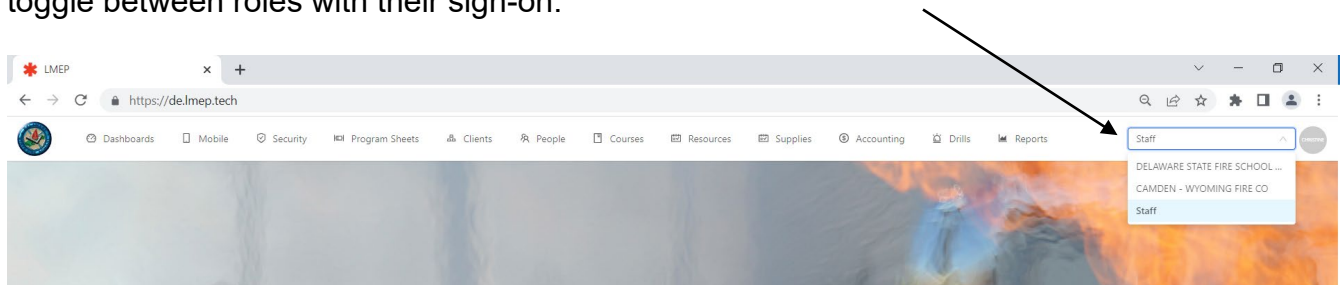 toggle between roles with their sign-on.
LMEP
https://de.lmep.tech
Dashboards Mobile Security Program Sheets Clients People Courses Resources Supplies Accounting Drills Reports Staff
DELAWARE STATE FIRE SCHOOL ...
CAMDEN - WYOMING FIRE CO
Staff